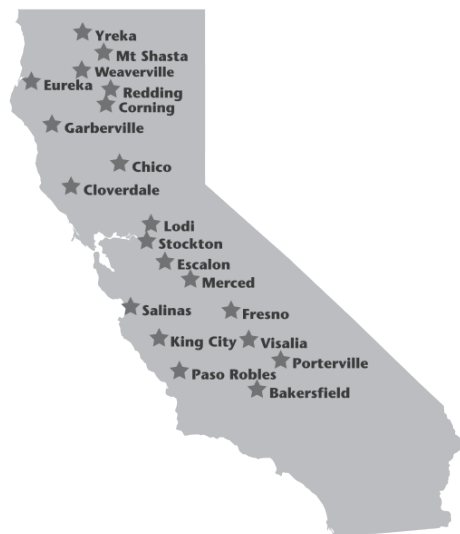 Yreka
Mt Shasta
Weaverville
Eureka
Redding
Corning
Garberville
Chico
Cloverdale
Lodi
Stockton
Escalon
Merced
Salinas
Fresno
King City
Visalia
Porterville
Paso Robles
Bakersfield